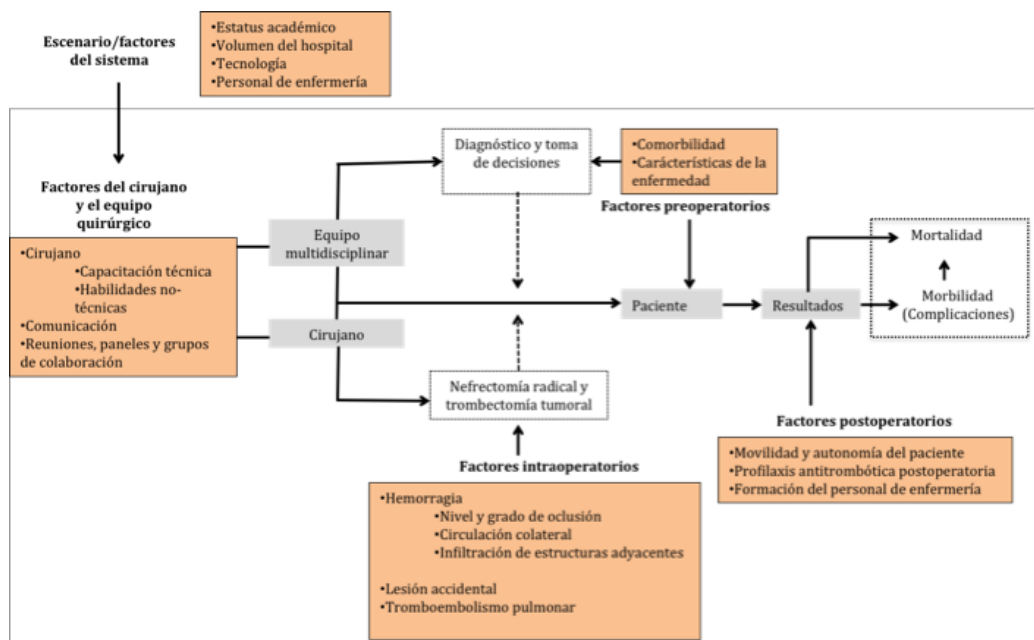 Escenario/factores
del sistema
•Estatus académico
•Volumen del hospital
•Tecnología
•Personal de enfermería
Factores del cirujano
y el equipo
quirúrgico
•Cirujano
•Capacitación técnica
•Habilidades no-
técnicas
•Comunicación
•Reuniones, paneles y grupos
de colaboración
Equipo
multidisciplinar
Cirujano
Diagnóstico y toma
de decisiones
•Comorbilidad
•Carácterísticas de la
enfermedad
Factores preoperatorios
Paciente
Resultados
Mortalidad
Morbilidad
(Complicaciones)
Nefrectomía radical y
trombectomía tumoral
Factores intraoperatorios
•Hemorragia
•Nivel y grado de oclusión
•Circulación colateral
•Infiltración de estructuras adyacentes
•Lesión accidental
•Tromboembolismo pulmonar
Factores postoperatorios
•Movilidad y autonomía del paciente
•Profilaxis antitrombótica postoperatoria
•Formación del personal de enfermería